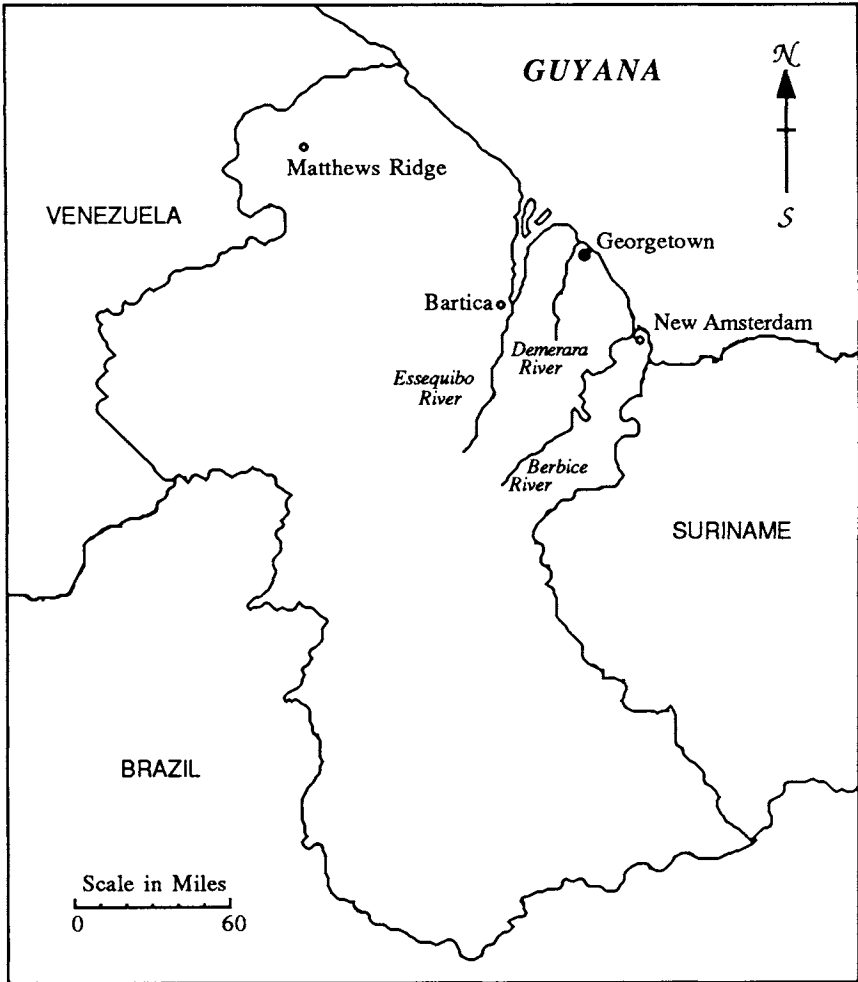 GUYANA
N
Matthews Ridge
VENEZUELA
S
Georgetown
Bartica
New Amsterdam
Demerara
River
Essequibo
River
Berbice
River
SURINAME
BRAZIL
Scale in Miles
0 60